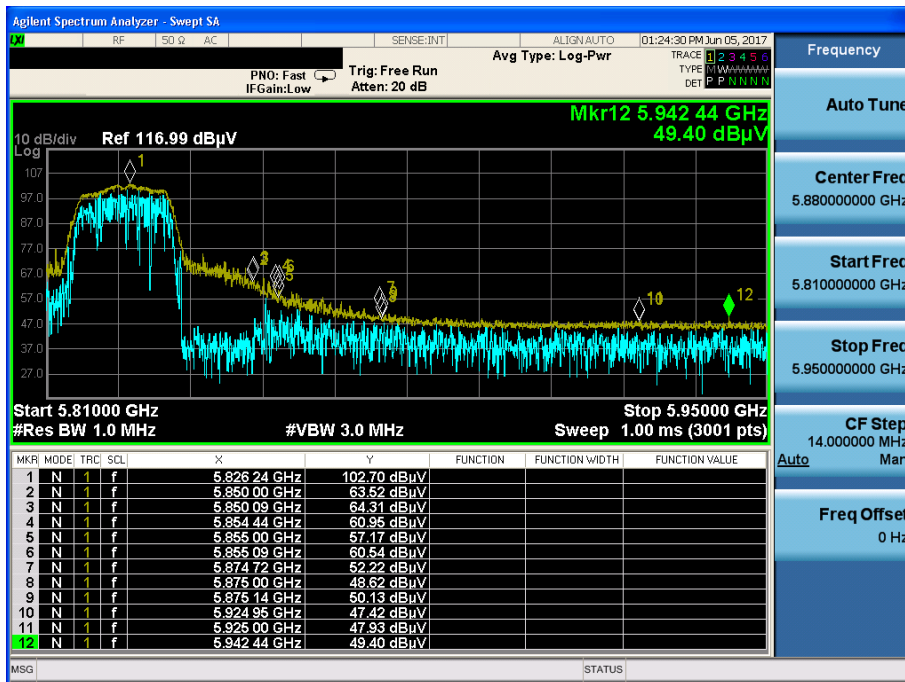 Agilent Spectrum Analyzer - Swept SA
LXI RF 50 Ω AC SENSE:INT ALIGN AUTO 01:24:30 PM Jun 05, 2017
Frequency
Avg Type: Log-Pwr
TRACE 1 2 3 4 5 6
PNO: Fast Trig: Free Run
TYPE M W W W W W
IFGain:Low Atten: 20 dB
DET P P N N N N
Auto Tune
Mkr12 5.942 44 GHz
49.40 dBµV
10 dB/div Ref 116.99 dBµV
Log
107
97.0
87.0
77.0
67.0
57.0
47.0
37.0
27.0
1
5
7
10
12
Start 5.81000 GHz Stop 5.95000 GHz
#Res BW 1.0 MHz #VBW 3.0 MHz Sweep 1.00 ms (3001 pts)
Center Freq
5.880000000 GHz
Start Freq
5.810000000 GHz
Stop Freq
5.950000000 GHz
CF Step
14.000000 MHz
Auto Man
Freq Offset
0 Hz
MKR MODE TRC SCL X Y FUNCTION FUNCTION WIDTH FUNCTION VALUE
1 N 1 f 5.826 24 GHz 102.70 dBµV
2 N 1 f 5.850 00 GHz 63.52 dBµV
3 N 1 f 5.850 09 GHz 64.31 dBµV
4 N 1 f 5.854 44 GHz 60.95 dBµV
5 N 1 f 5.855 00 GHz 57.17 dBµV
6 N 1 f 5.855 09 GHz 60.54 dBµV
7 N 1 f 5.874 72 GHz 52.22 dBµV
8 N 1 f 5.875 00 GHz 48.62 dBµV
9 N 1 f 5.875 14 GHz 50.13 dBµV
10 N 1 f 5.924 95 GHz 47.42 dBµV
11 N 1 f 5.925 00 GHz 47.93 dBµV
12 N 1 f 5.942 44 GHz 49.40 dBµV
MSG STATUS